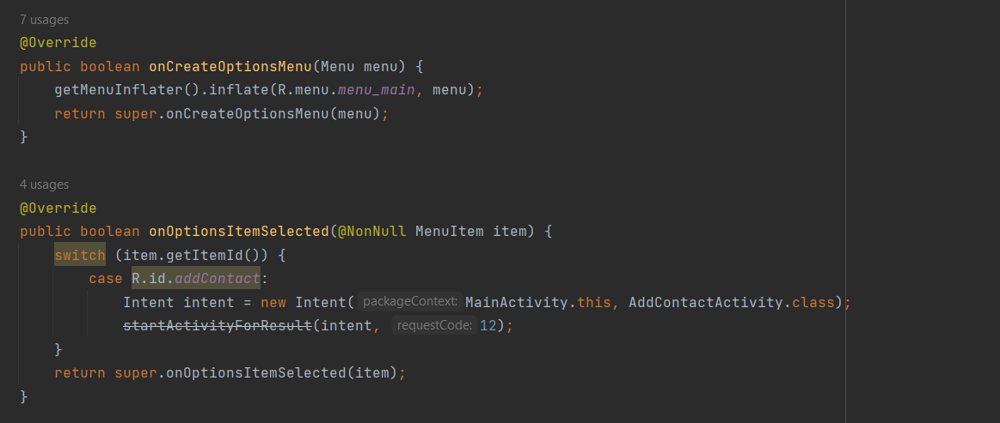 7 usages
@Override
public boolean onCreateOptionsMenu(Menu menu) {
    getMenuInflater().inflate(R.menu.menu_main, menu);
    return super.onCreateOptionsMenu(menu);
}
4 usages
@Override
public boolean onOptionsItemSelected(@NonNull MenuItem item) {
    switch (item.getItemId()) {
        case R.id.addContact:
            Intent intent = new Intent( packageContext: MainActivity.this, AddContactActivity.class);
            startActivityForResult(intent, requestCode: 12);
    }
    return super.onOptionsItemSelected(item);
}